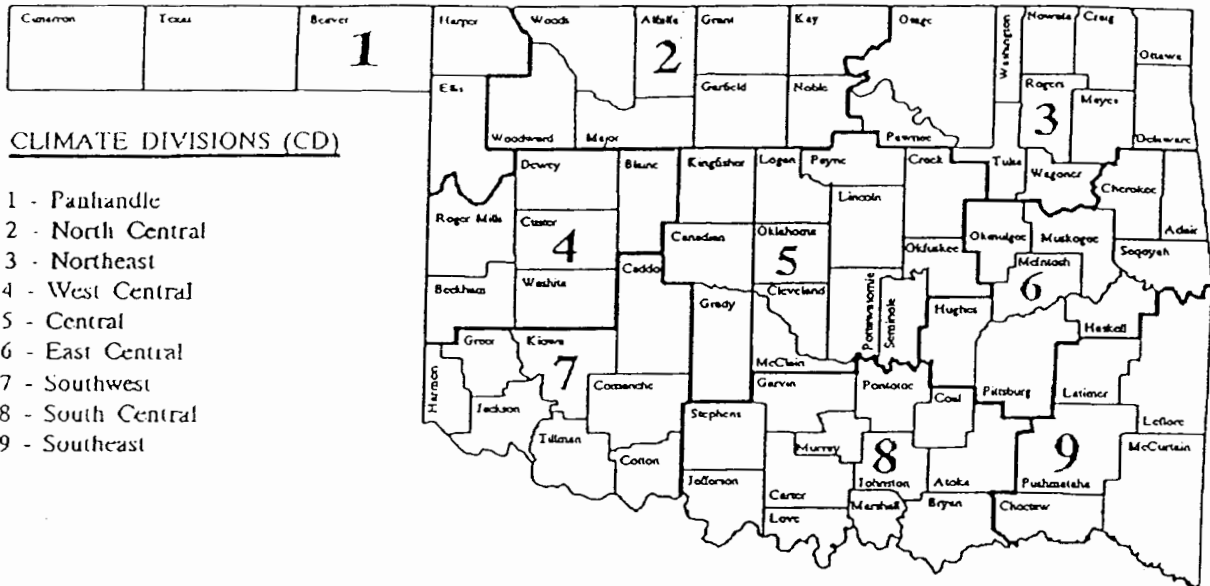 Cimarron Texas Beaver Harper Woods Alfalfa Grant Kay Osage Washington Nowata Craig Ottawa
1 2 3
Ellis Woodward Major Garfield Noble Pawnee Rogers Mayes Delaware
CLIMATE DIVISIONS (CD)
1 - Panhandle
2 - North Central
3 - Northeast
4 - West Central
5 - Central
6 - East Central
7 - Southwest
8 - South Central
9 - Southeast
Dewey Blaine Kingfisher Logan Payne Creek Tulsa Wagoner Cherokee
Roger Mills Custer Canadian Oklahoma Lincoln Okfuskee Okmulgee Muskogee Adair
4 5 6
Beckham Washita Caddo Grady Cleveland Pottawatomie Seminole Hughes McIntosh Sequoyah
Haskell
Greer Kiowa McClain
7
Harmon Jackson Comanche Garvin Pontotoc Coal Pittsburg Latimer
Tillman Cotton Stephens Murray Leflore
8 9
McCurtain
Jefferson Carter Johnston Atoka Pushmataha
Love Marshall Bryan Choctaw